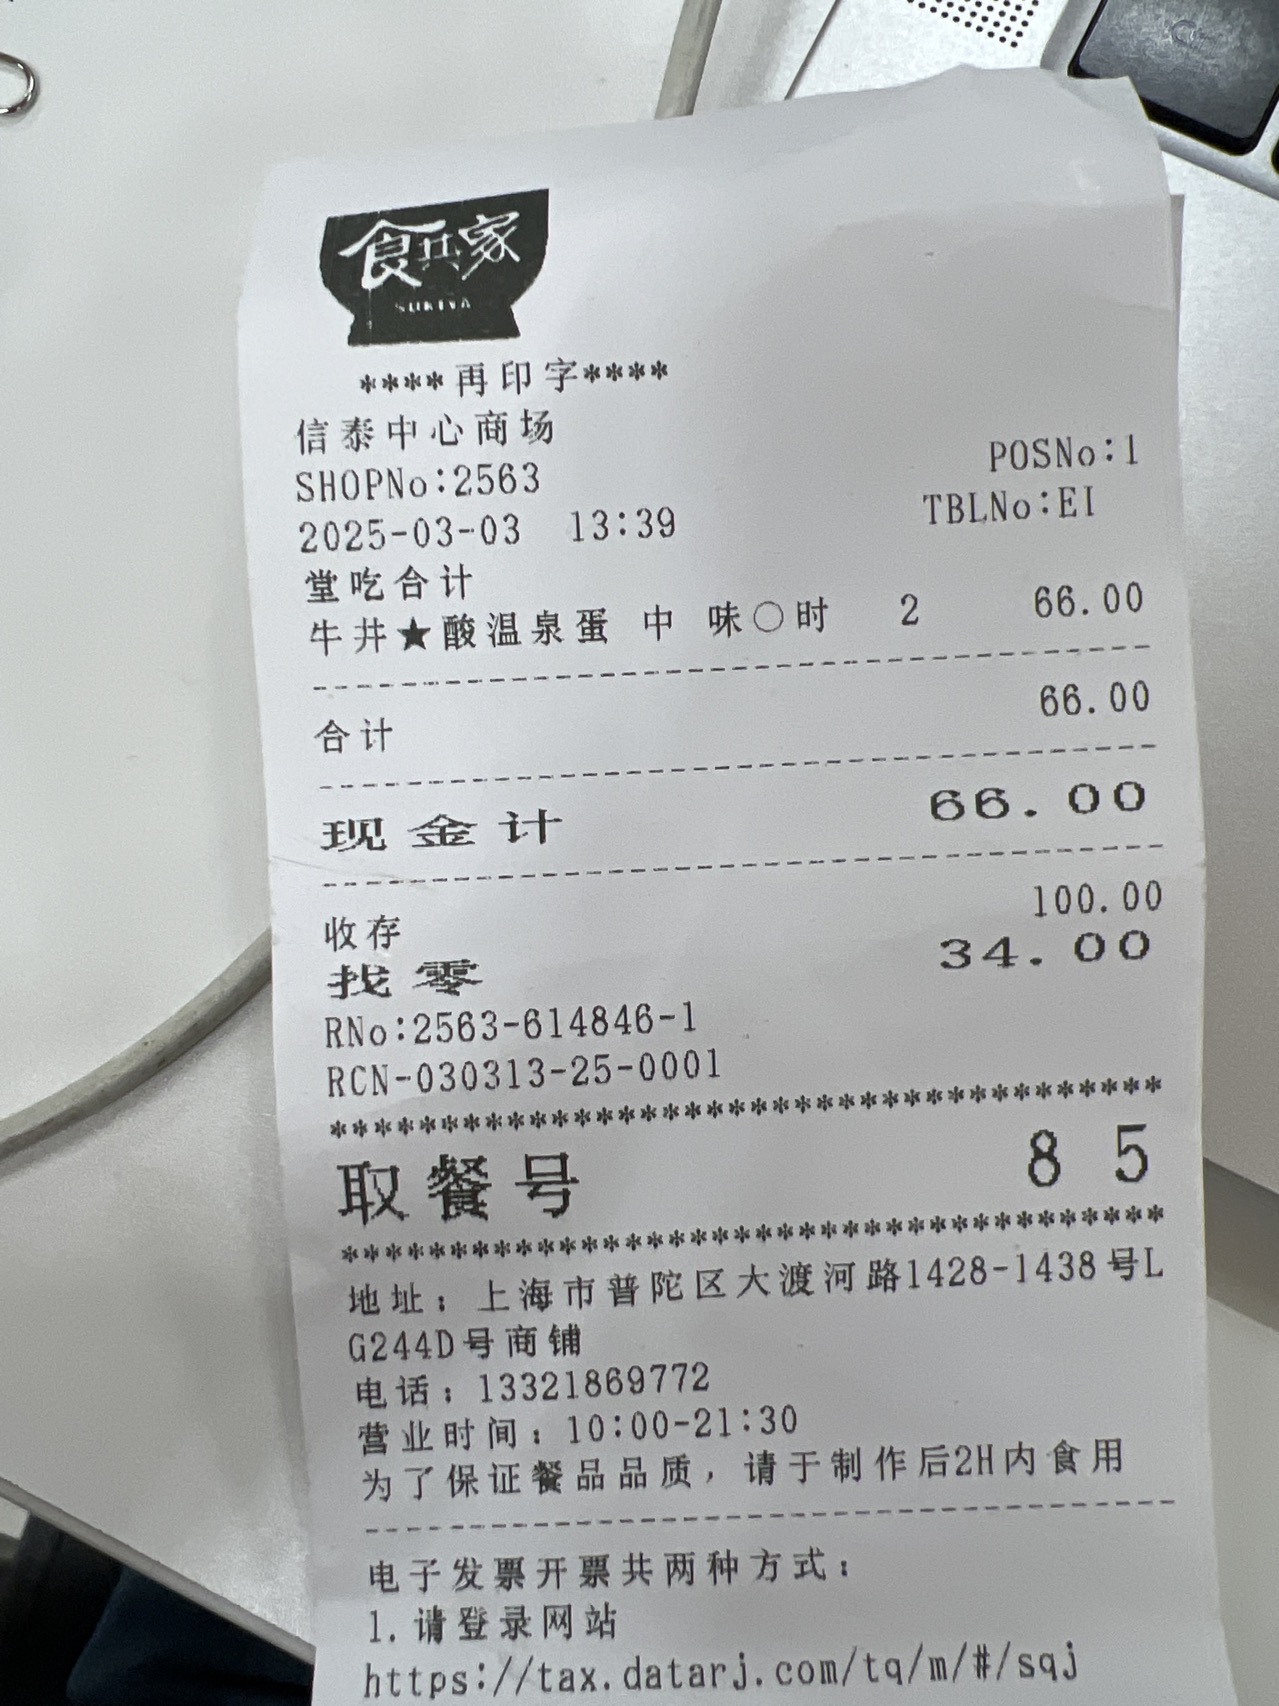 食其家
SUKIYA
****再印字****
信泰中心商场
SHOPNo:2563 POSNo:1
2025-03-03 13:39 TBLNo:EI
堂吃合计
牛井★酸温泉蛋 中 味○时 2 66.00
合计 66.00
现金计 66.00
收存 100.00
找零 34.00
RNo:2563-614846-1
RCN-030313-25-0001
**************************************
取餐号 85
**************************************
地址：上海市普陀区大渡河路1428-1438号L
G244D号商铺
电话：13321869772
营业时间：10:00-21:30
为了保证餐品品质，请于制作后2H内食用
电子发票开票共两种方式：
1.请登录网站
https://tax.datarj.com/tq/m/#/sqj